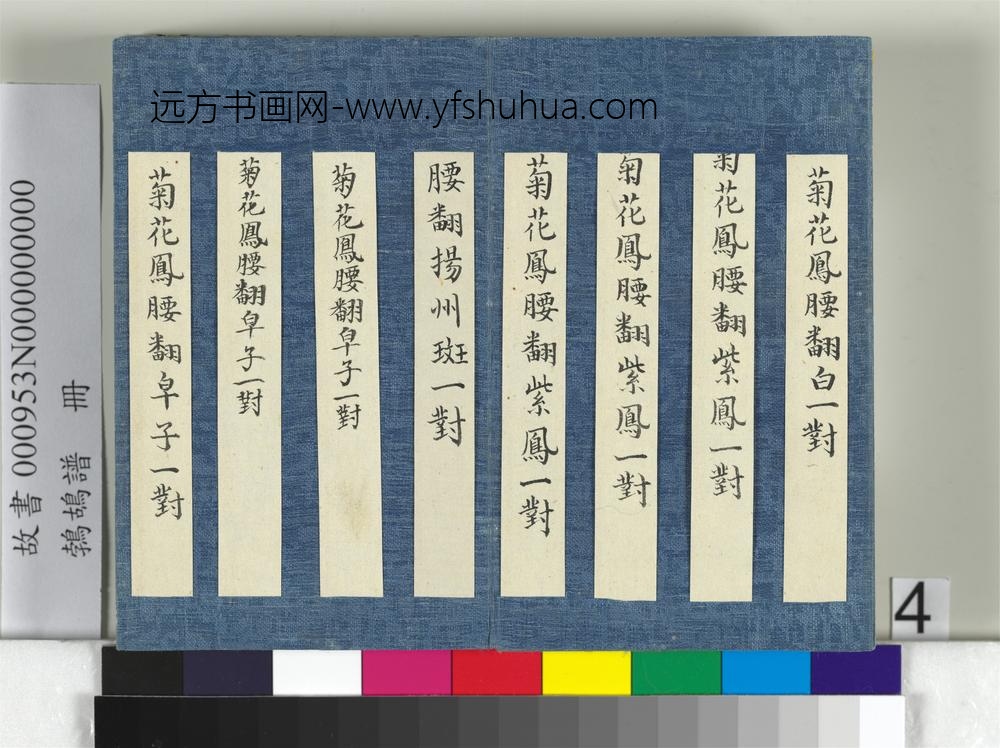 远方书画网-www.yfshuhua.com
菊花鳳腰翻白一對
菊花鳳腰翻紫鳳一對
菊花鳳腰翻紫鳳一對
菊花鳳腰翻紫鳳一對
腰翻揚州斑一對
菊花鳳腰翻皁子一對
菊花鳳腰翻皁子一對
菊花鳳腰翻皁子一對
故書 000953N000000000
鵓鴣譜 冊
4